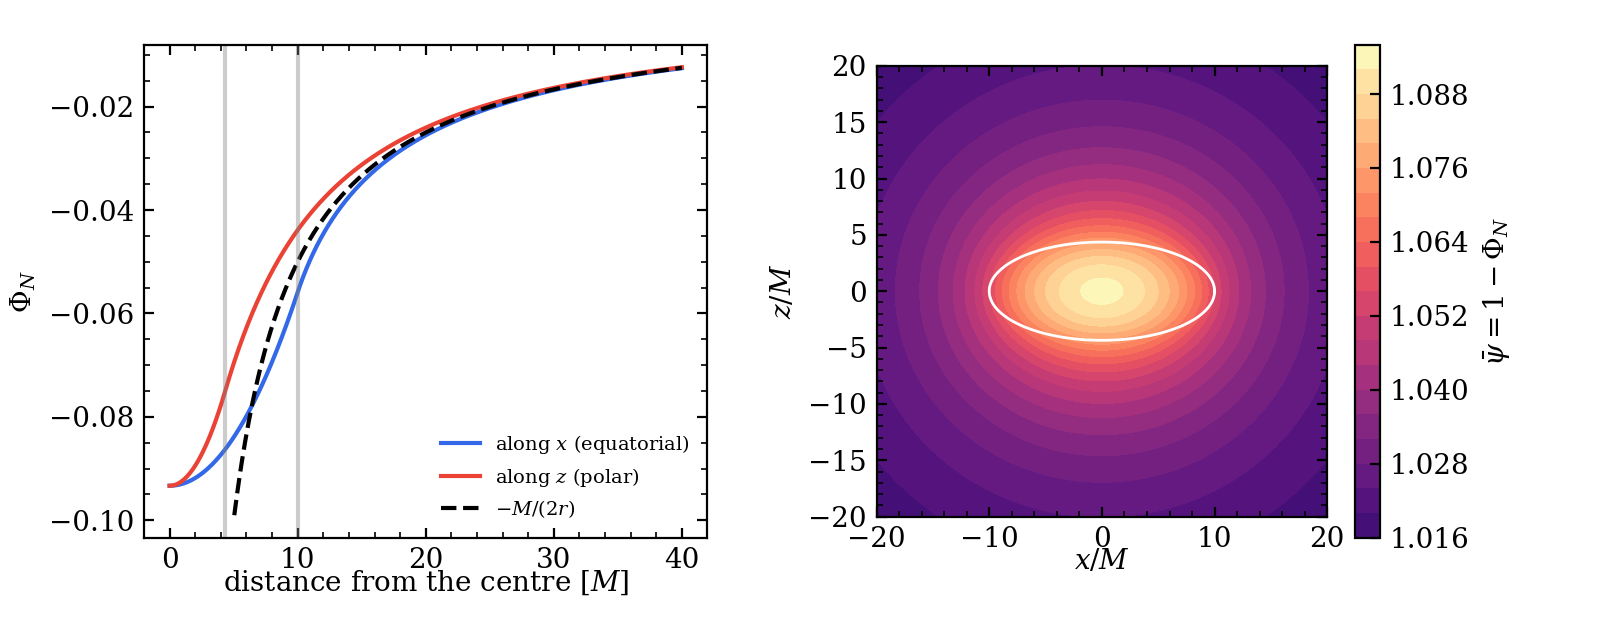 −0.02
−0.04
−0.06
−0.08
−0.10
Φ_N
0 10 20 30 40
distance from the centre [M]
along x (equatorial)
along z (polar)
−M/(2r)
20
15
10
5
0
−5
−10
−15
−20
z/M
−20 −10 0 10 20
x/M
1.088
1.076
1.064
1.052
1.040
1.028
1.016
ψ̄ = 1 − Φ_N